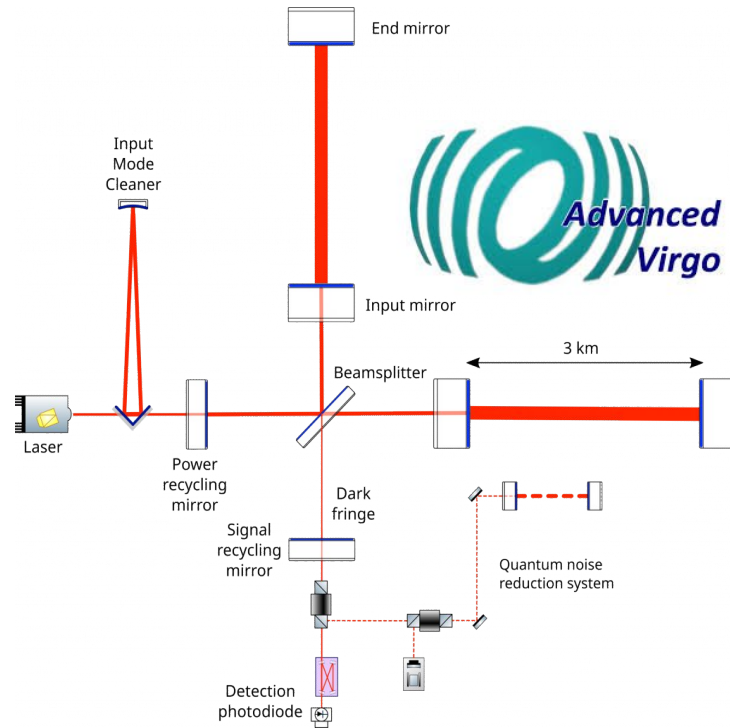 End mirror
Input
Mode
Cleaner
Advanced
Virgo
Input mirror
3 km
Beamsplitter
Laser
Power
recycling
mirror
Dark
fringe
Signal
recycling
mirror
Quantum noise
reduction system
Detection
photodiode